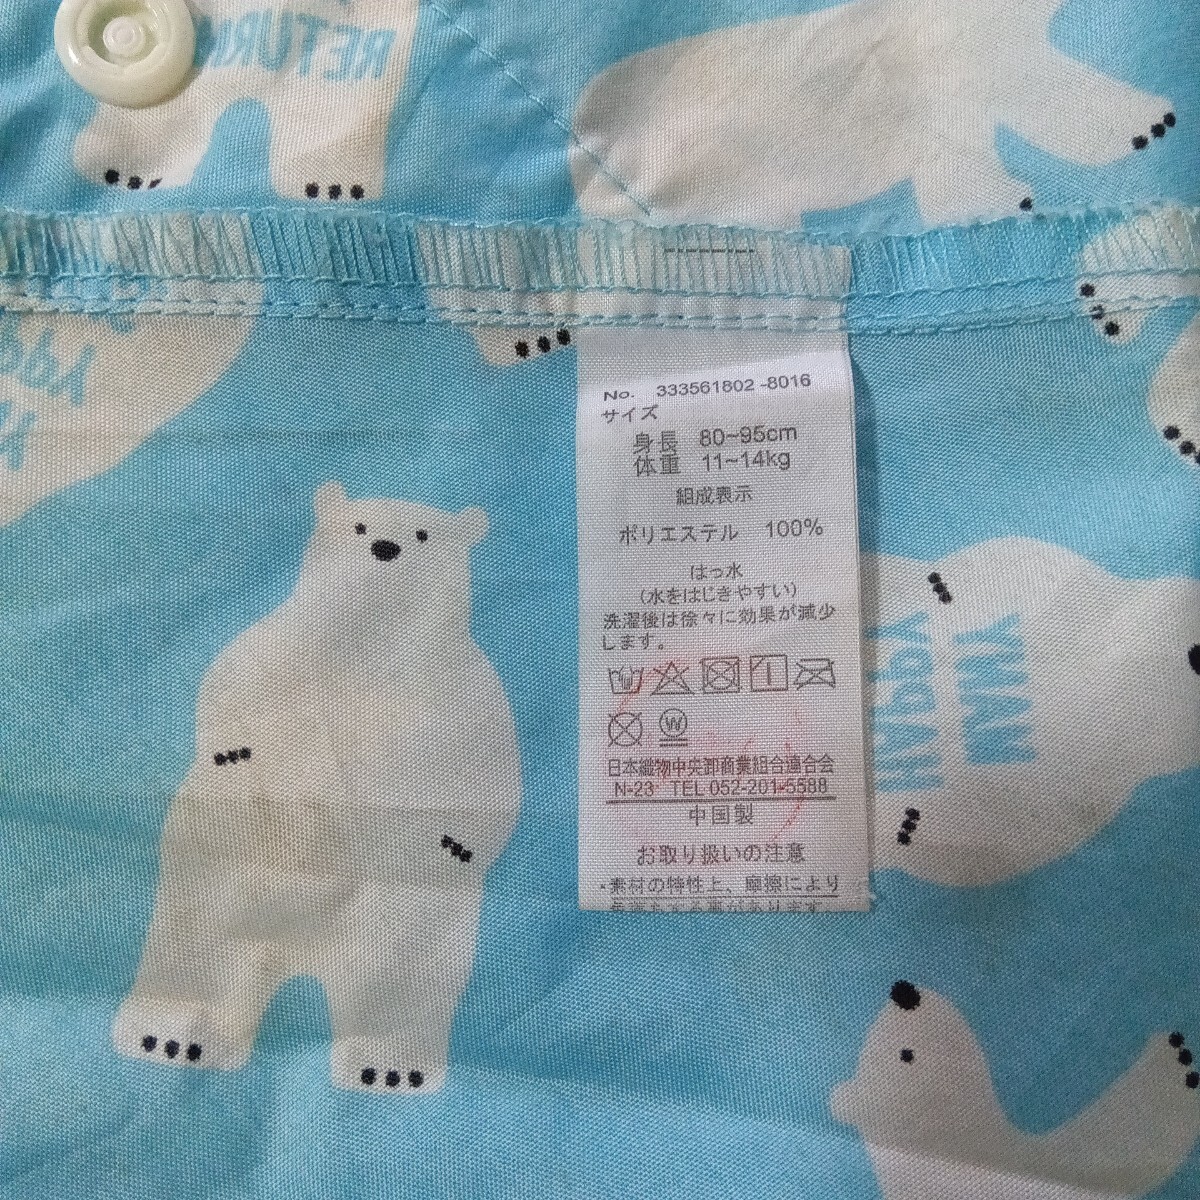 RETURN
No. 333561802 -8016
サイズ
身長 80~95cm
体重 11~14kg
組成表示
ポリエステル 100%
はっ水
(水をはじきやすい)
洗濯後は徐々に効果が減少
します。
W
日本織物中央卸商業組合連合会
N-23 TEL 052-201-5588
中国製
お取り扱いの注意
・素材の特性上、摩擦により
MANY
HAPPY